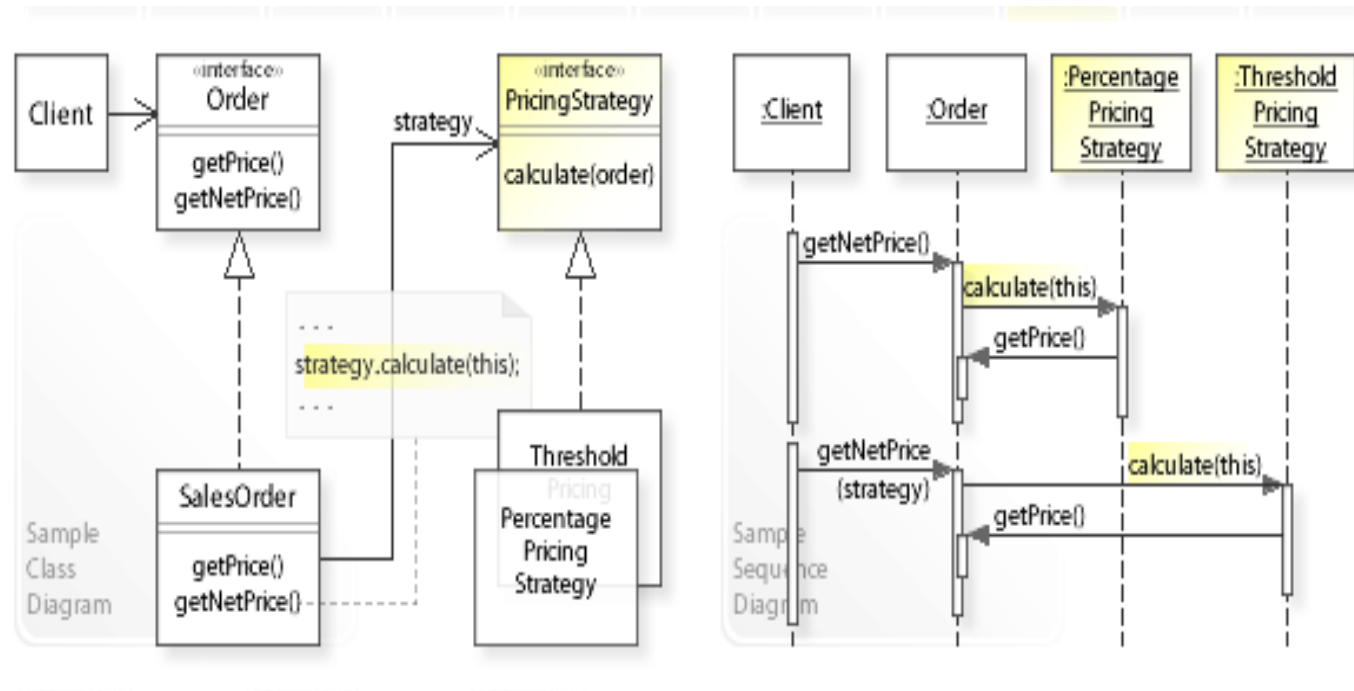 Client
«interface»
Order
getPrice()
getNetPrice()
strategy
«interface»
PricingStrategy
calculate(order)
. . .
strategy.calculate(this);
. . .
SalesOrder
getPrice()
getNetPrice()
Threshold
Pricing
Percentage
Pricing
Strategy
Sample
Class
Diagram
:Client
:Order
:Percentage
Pricing
Strategy
:Threshold
Pricing
Strategy
getNetPrice()
calculate(this)
getPrice()
getNetPrice
(strategy)
calculate(this)
getPrice()
Sample
Sequence
Diagram